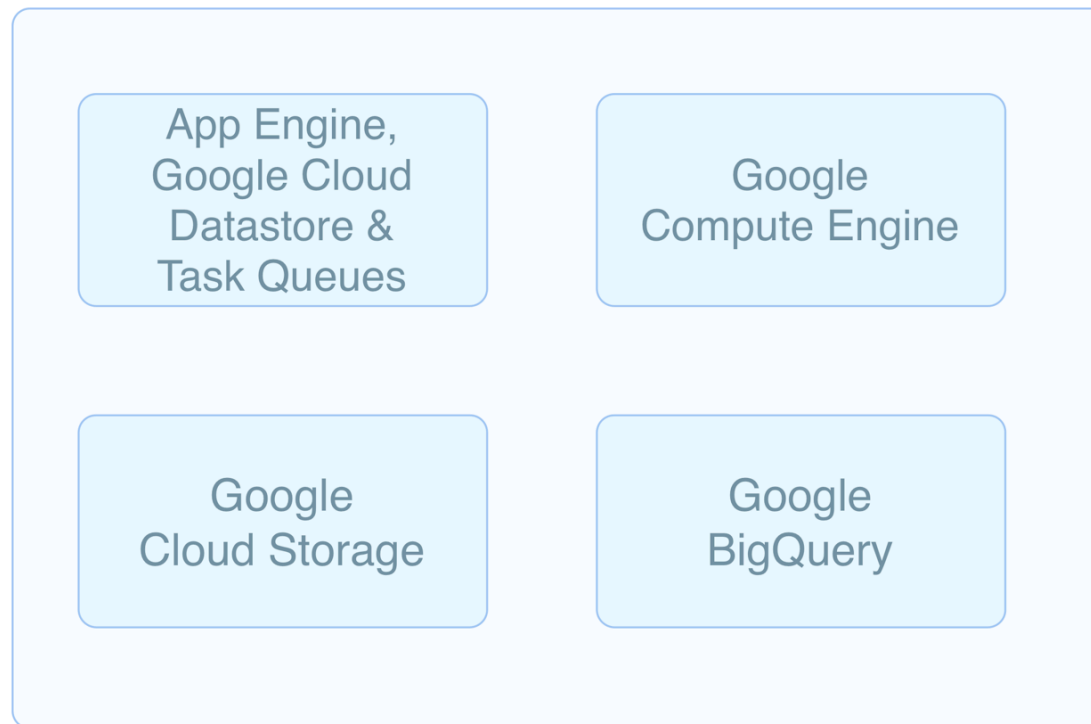 App Engine,
Google Cloud
Datastore &
Task Queues
Google
Compute Engine
Google
Cloud Storage
Google
BigQuery